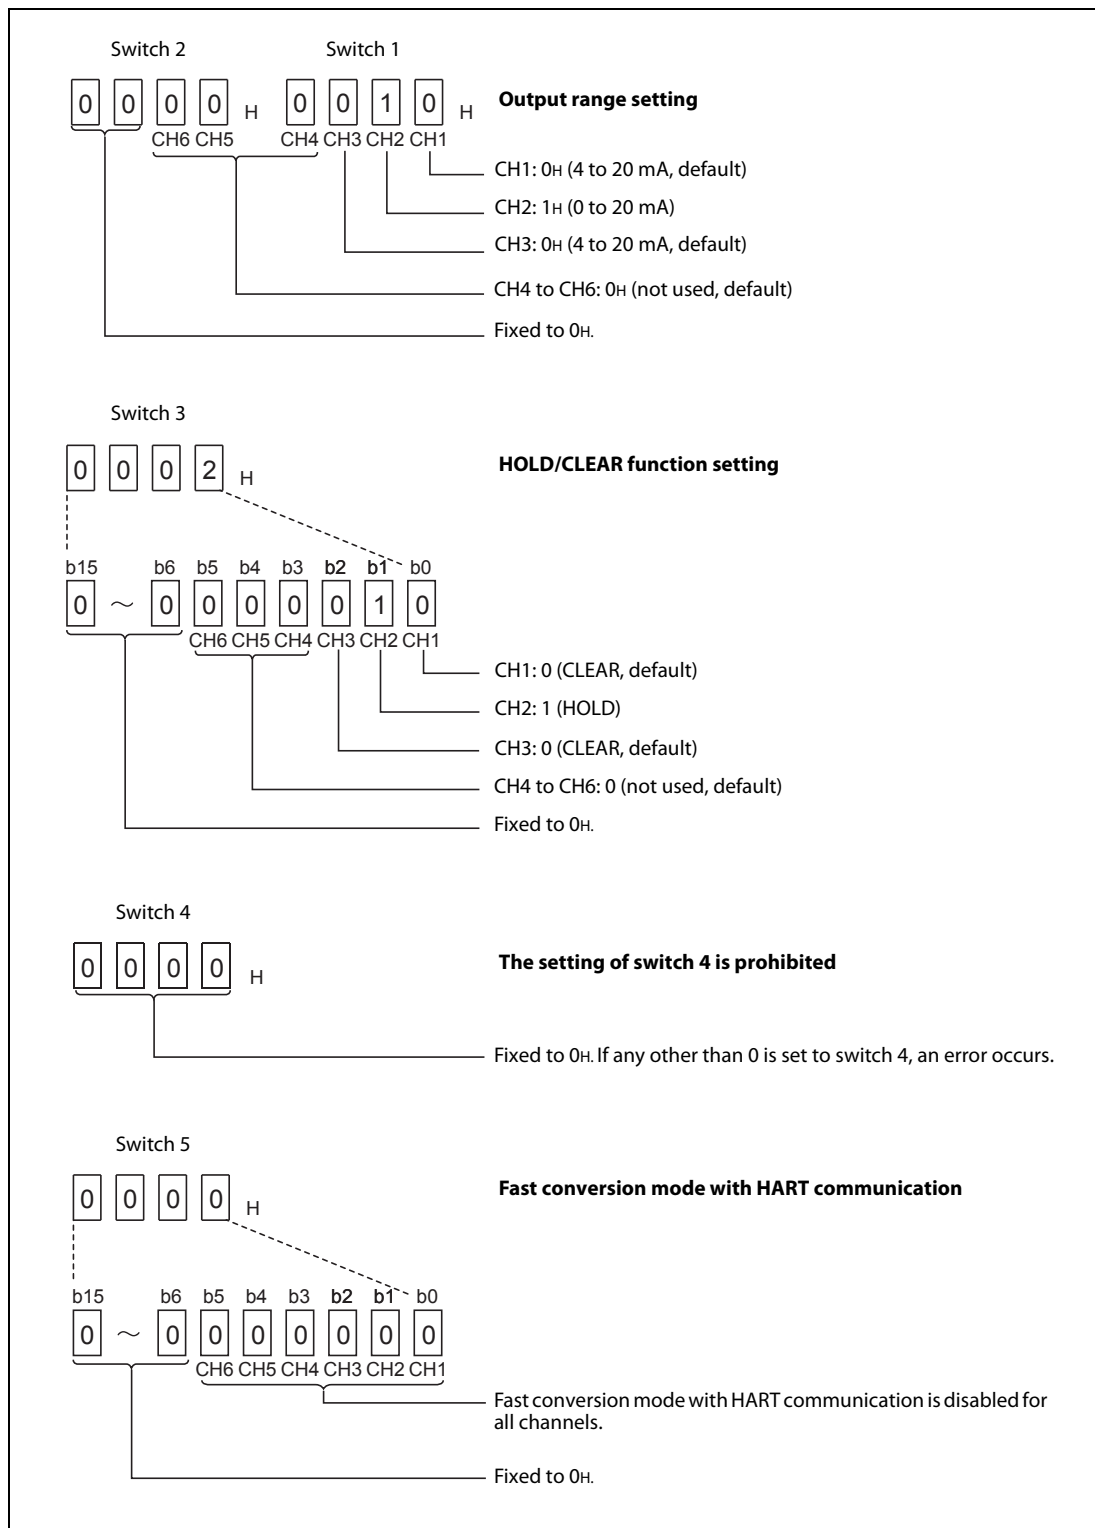 Switch 2 Switch 1
0 0 0 0 H 0 0 1 0 H Output range setting
CH6 CH5 CH4 CH3 CH2 CH1
CH1: 0H (4 to 20 mA, default)
CH2: 1H (0 to 20 mA)
CH3: 0H (4 to 20 mA, default)
CH4 to CH6: 0H (not used, default)
Fixed to 0H.
Switch 3
0 0 0 2 H HOLD/CLEAR function setting
b15 b6 b5 b4 b3 b2 b1 b0
0 ~ 0 0 0 0 0 1 0
CH6 CH5 CH4 CH3 CH2 CH1
CH1: 0 (CLEAR, default)
CH2: 1 (HOLD)
CH3: 0 (CLEAR, default)
CH4 to CH6: 0 (not used, default)
Fixed to 0H.
Switch 4
0 0 0 0 H The setting of switch 4 is prohibited
Fixed to 0H. If any other than 0 is set to switch 4, an error occurs.
Switch 5
0 0 0 0 H Fast conversion mode with HART communication
b15 b6 b5 b4 b3 b2 b1 b0
0 ~ 0 0 0 0 0 0 0
CH6 CH5 CH4 CH3 CH2 CH1
Fast conversion mode with HART communication is disabled for
all channels.
Fixed to 0H.